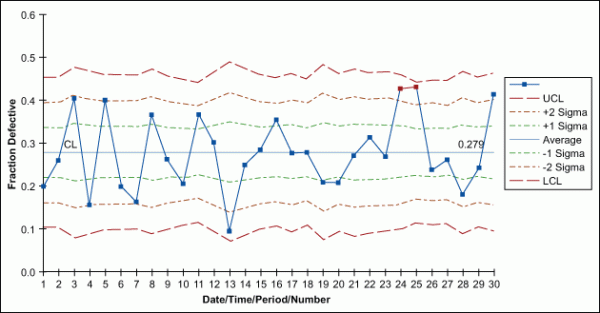 0.6
0.5
0.4
0.3
0.2
0.1
0.0
Fraction Defective
CL
0.279
1 2 3 4 5 6 7 8 9 10 11 12 13 14 15 16 17 18 19 20 21 22 23 24 25 26 27 28 29 30
Date/Time/Period/Number
UCL
+2 Sigma
+1 Sigma
Average
-1 Sigma
-2 Sigma
LCL